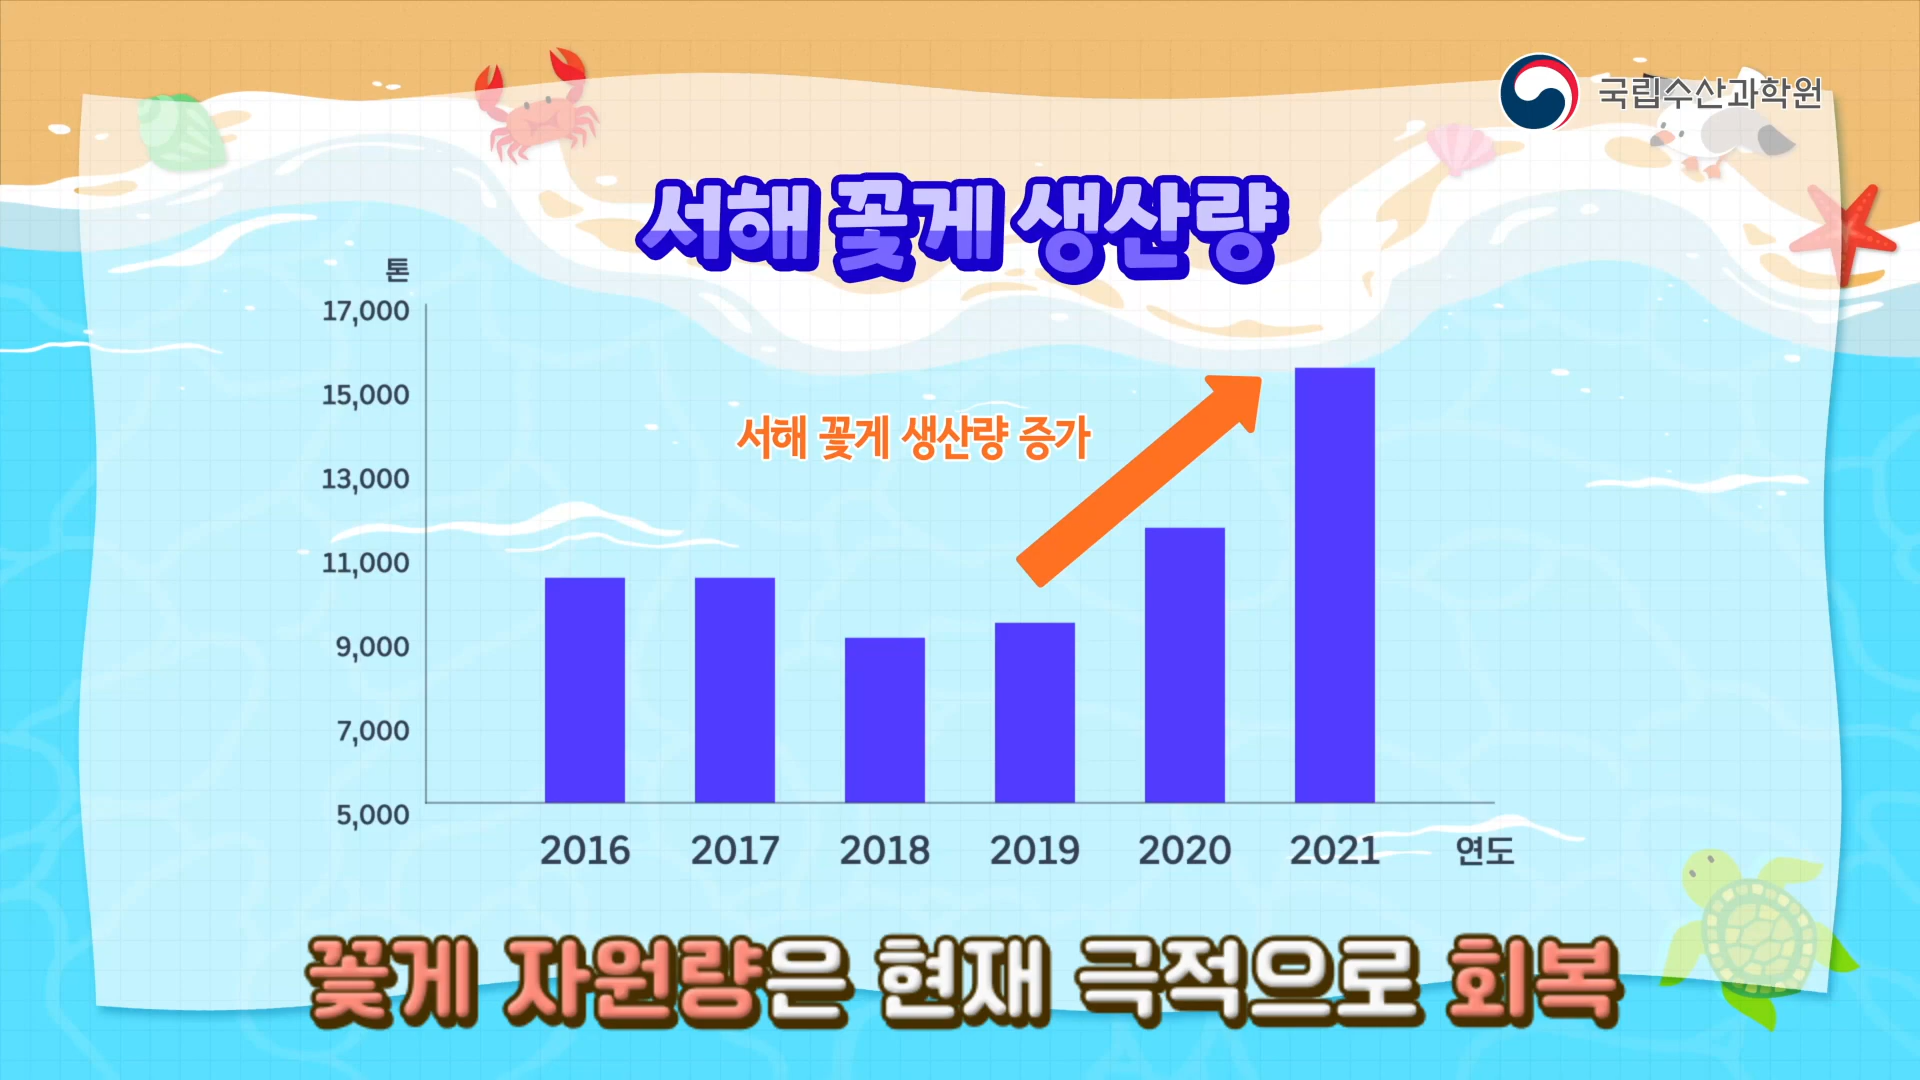 국립수산과학원
서해 꽃게 생산량
톤
17,000
15,000
13,000
11,000
9,000
7,000
5,000
서해 꽃게 생산량 증가
2016 2017 2018 2019 2020 2021 연도
꽃게 자원량은 현재 극적으로 회복